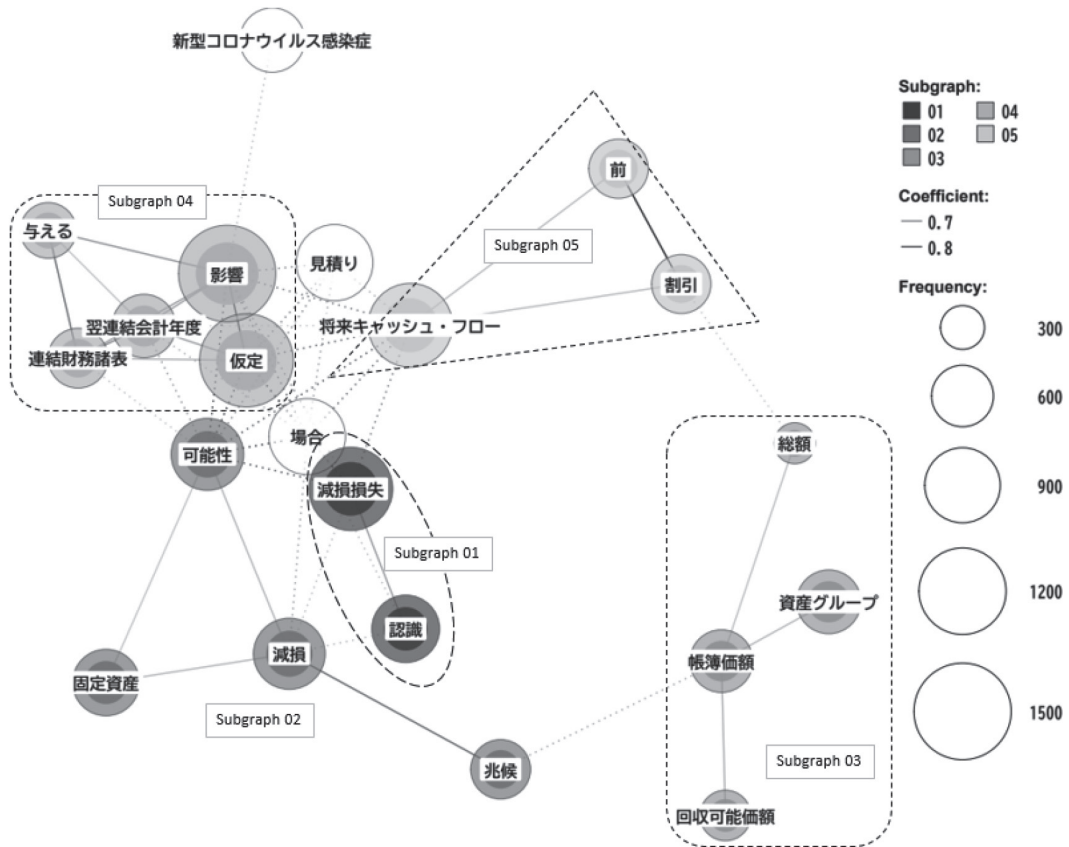 新型コロナウイルス感染症
Subgraph 04
与える
影響
見積り
翌連結会計年度
連結財務諸表
仮定
将来キャッシュ・フロー
Subgraph 05
前
割引
可能性
場合
減損損失
Subgraph 01
認識
減損
固定資産
Subgraph 02
兆候
総額
資産グループ
帳簿価額
Subgraph 03
回収可能価額
Subgraph:
01 04
02 05
03
Coefficient:
0.7
0.8
Frequency:
300
600
900
1200
1500